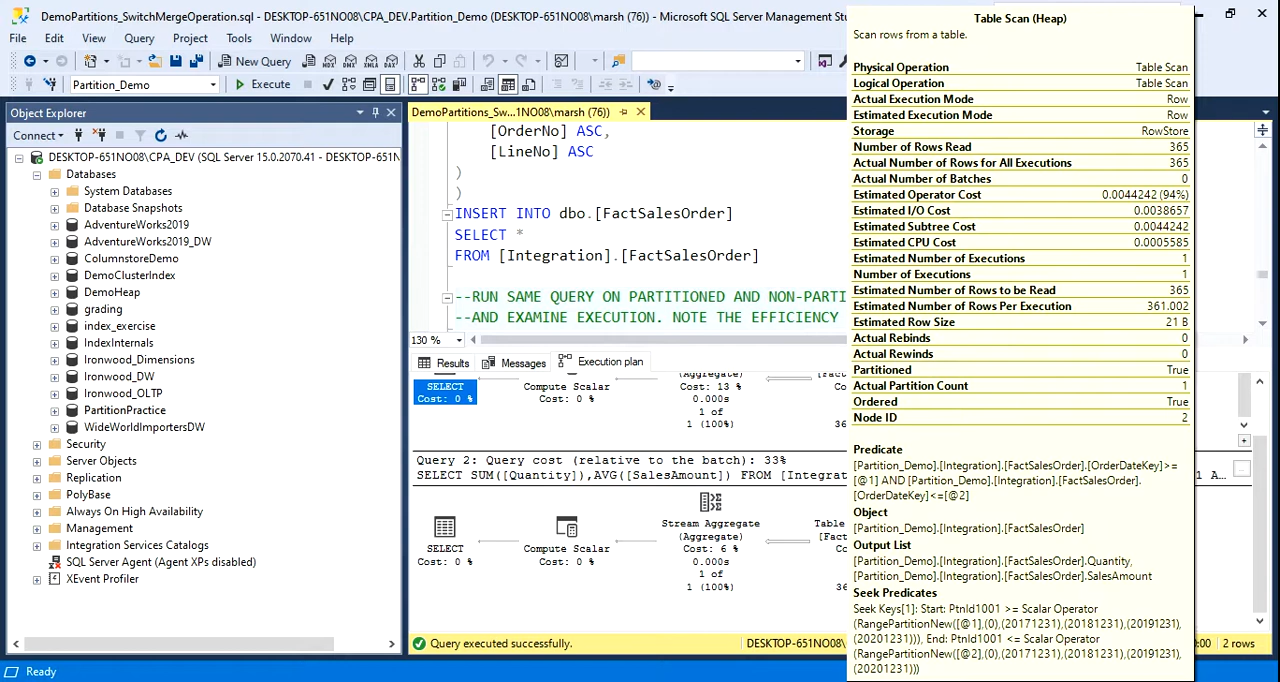 DemoPartitions_SwitchMergeOperation.sql - DESKTOP-651NO08\CPA_DEV.Partition_Demo (DESKTOP-651NO08\marsh (76)) - Microsoft SQL Server Management Stu
File Edit View Query Project Tools Window Help
New Query
Partition_Demo
Execute
Object Explorer
Connect
DESKTOP-651NO08\CPA_DEV (SQL Server 15.0.2070.41 - DESKTOP-651N
Databases
System Databases
Database Snapshots
AdventureWorks2019
AdventureWorks2019_DW
ColumnstoreDemo
DemoClusterIndex
DemoHeap
grading
index_exercise
IndexInternals
Ironwood_Dimensions
Ironwood_DW
Ironwood_OLTP
PartitionPractice
WideWorldImportersDW
Security
Server Objects
Replication
PolyBase
Always On High Availability
Management
Integration Services Catalogs
SQL Server Agent (Agent XPs disabled)
XEvent Profiler
DemoPartitions_Sw...1NO08\marsh (76))
[OrderNo] ASC,
[LineNo] ASC
)
)
INSERT INTO dbo.[FactSalesOrder]
SELECT *
FROM [Integration].[FactSalesOrder]
--RUN SAME QUERY ON PARTITIONED AND NON-PARTI
--AND EXAMINE EXECUTION. NOTE THE EFFICIENCY
130 %
Results Messages Execution plan
SELECT
Cost: 0 %
Compute Scalar
Cost: 0 %
(Aggregate)
Cost: 13 %
0.000s
1 of
1 (100%)
[Fac
36
Query 2: Query cost (relative to the batch): 33%
SELECT SUM([Quantity]),AVG([SalesAmount]) FROM [Integra
1 A...
SELECT
Cost: 0 %
Compute Scalar
Cost: 0 %
Stream Aggregate
(Aggregate)
Cost: 6 %
0.000s
1 of
1 (100%)
Table
[Fac
Co
0.
36
Query executed successfully.
DESKTOP-651NO08\
:00 2 rows
Ready
Table Scan (Heap)
Scan rows from a table.
Physical Operation Table Scan
Logical Operation Table Scan
Actual Execution Mode Row
Estimated Execution Mode Row
Storage RowStore
Number of Rows Read 365
Actual Number of Rows for All Executions 365
Actual Number of Batches 0
Estimated Operator Cost 0.0044242 (94%)
Estimated I/O Cost 0.0038657
Estimated Subtree Cost 0.0044242
Estimated CPU Cost 0.0005585
Estimated Number of Executions 1
Number of Executions 1
Estimated Number of Rows to be Read 365
Estimated Number of Rows Per Execution 361.002
Estimated Row Size 21 B
Actual Rebinds 0
Actual Rewinds 0
Partitioned True
Actual Partition Count 1
Ordered True
Node ID 2
Predicate
[Partition_Demo].[Integration].[FactSalesOrder].[OrderDateKey]>=
[@1] AND [Partition_Demo].[Integration].[FactSalesOrder].
[OrderDateKey]<=[@2]
Object
[Partition_Demo].[Integration].[FactSalesOrder]
Output List
[Partition_Demo].[Integration].[FactSalesOrder].Quantity,
[Partition_Demo].[Integration].[FactSalesOrder].SalesAmount
Seek Predicates
Seek Keys[1]: Start: PtnId1001 >= Scalar Operator
(RangePartitionNew([@1],(0),(20171231),(20181231),(20191231),
(20201231))), End: PtnId1001 <= Scalar Operator
(RangePartitionNew([@2],(0),(20171231),(20181231),(20191231),
(20201231)))